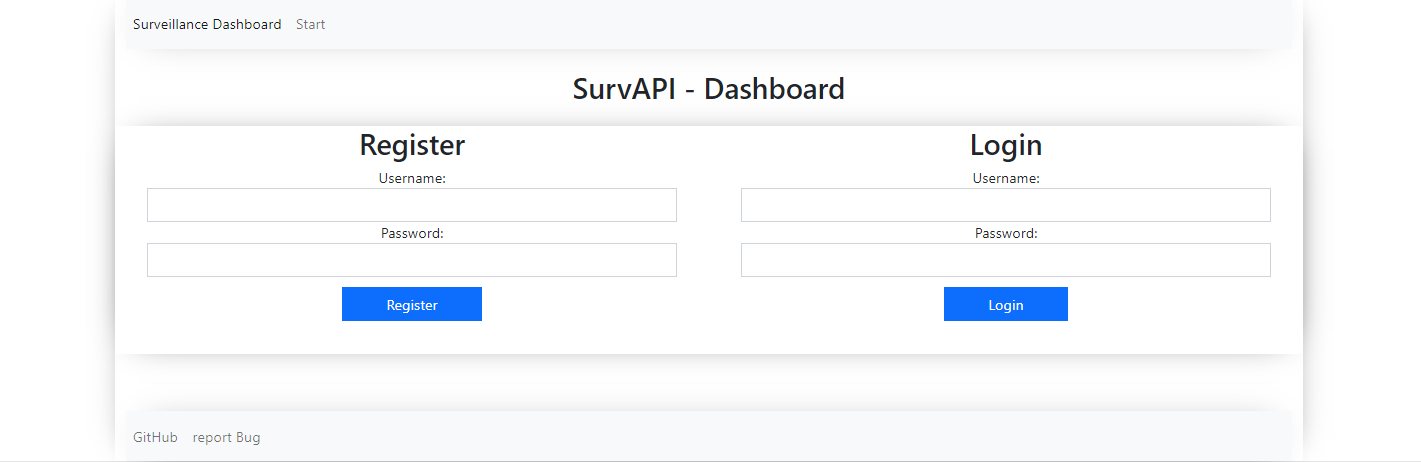 Surveillance Dashboard Start
SurvAPI - Dashboard
Register
Username:
Password:
Register
Login
Username:
Password:
Login
GitHub report Bug